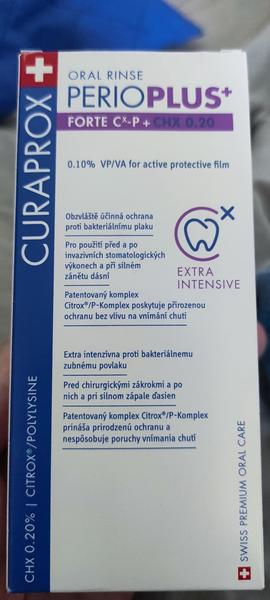 CURAPROX
CHX 0.20% | CITROX®/POLYLYSINE
ORAL RINSE
PERIOPLUS+
FORTE Cˣ-P + CHX 0.20
0.10% VP/VA for active protective film
Obzvláště účinná ochrana
proti bakteriálnímu plaku
Pro použití před a po
invazivních stomatologických
výkonech a při silném
zánětu dásní
Patentovaný komplex
Citrox®/P-Komplex poskytuje přirozenou
ochranu bez vlivu na vnímání chuti
X
EXTRA
INTENSIVE
Extra intenzívna proti bakteriálnemu
zubnému povlaku
Pred chirurgickými zákrokmi a po
nich a pri silnom zápale ďasien
Patentovaný komplex Citrox®/P-Komplex
prináša prirodzenú ochranu a
nespôsobuje poruchy vnímania chuti
SWISS PREMIUM ORAL CARE